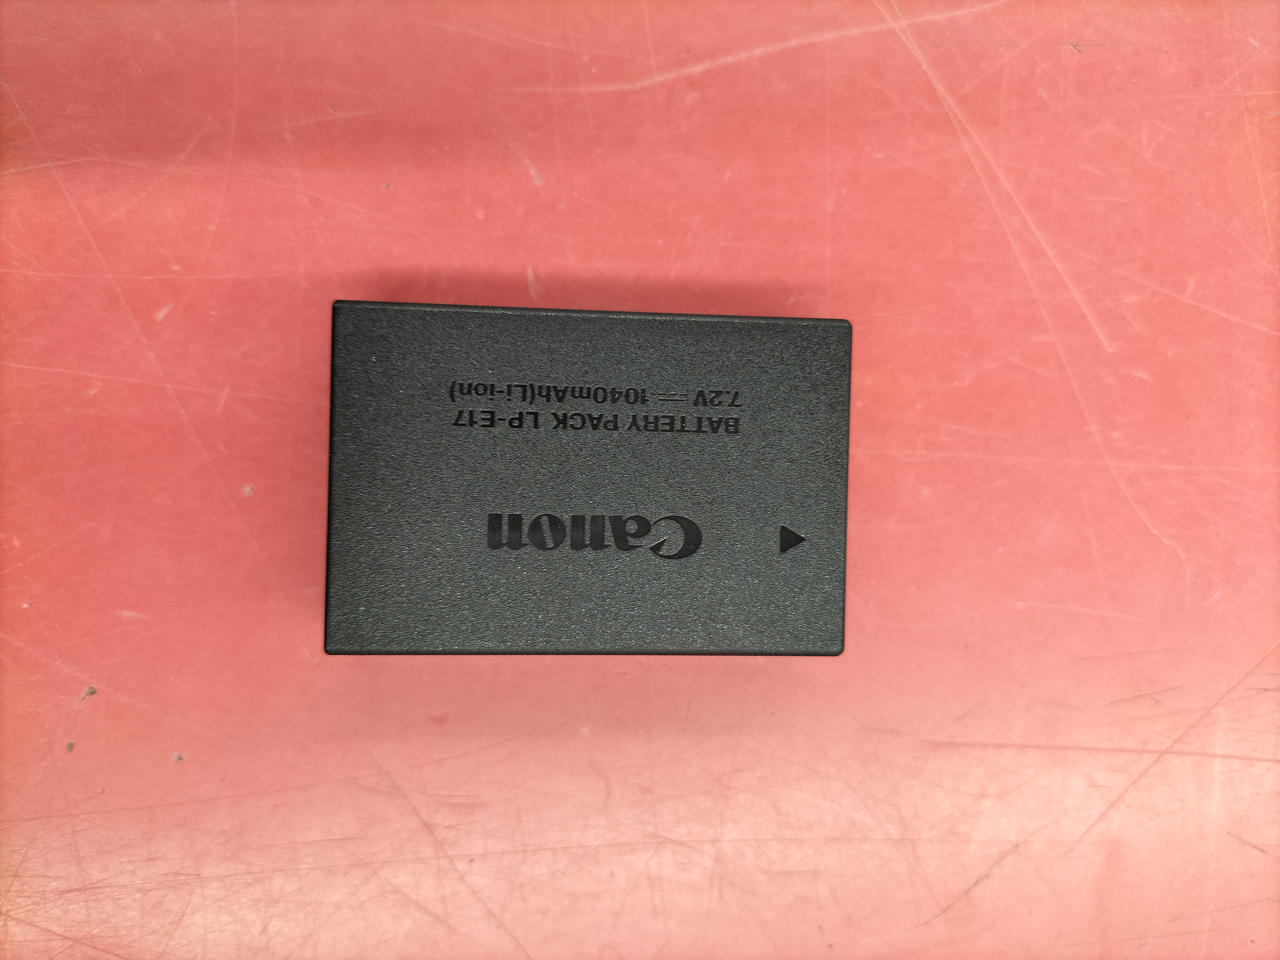 Canon
BATTERY PACK LP-E17
7.2V ⎓ 1040mAh(Li-ion)